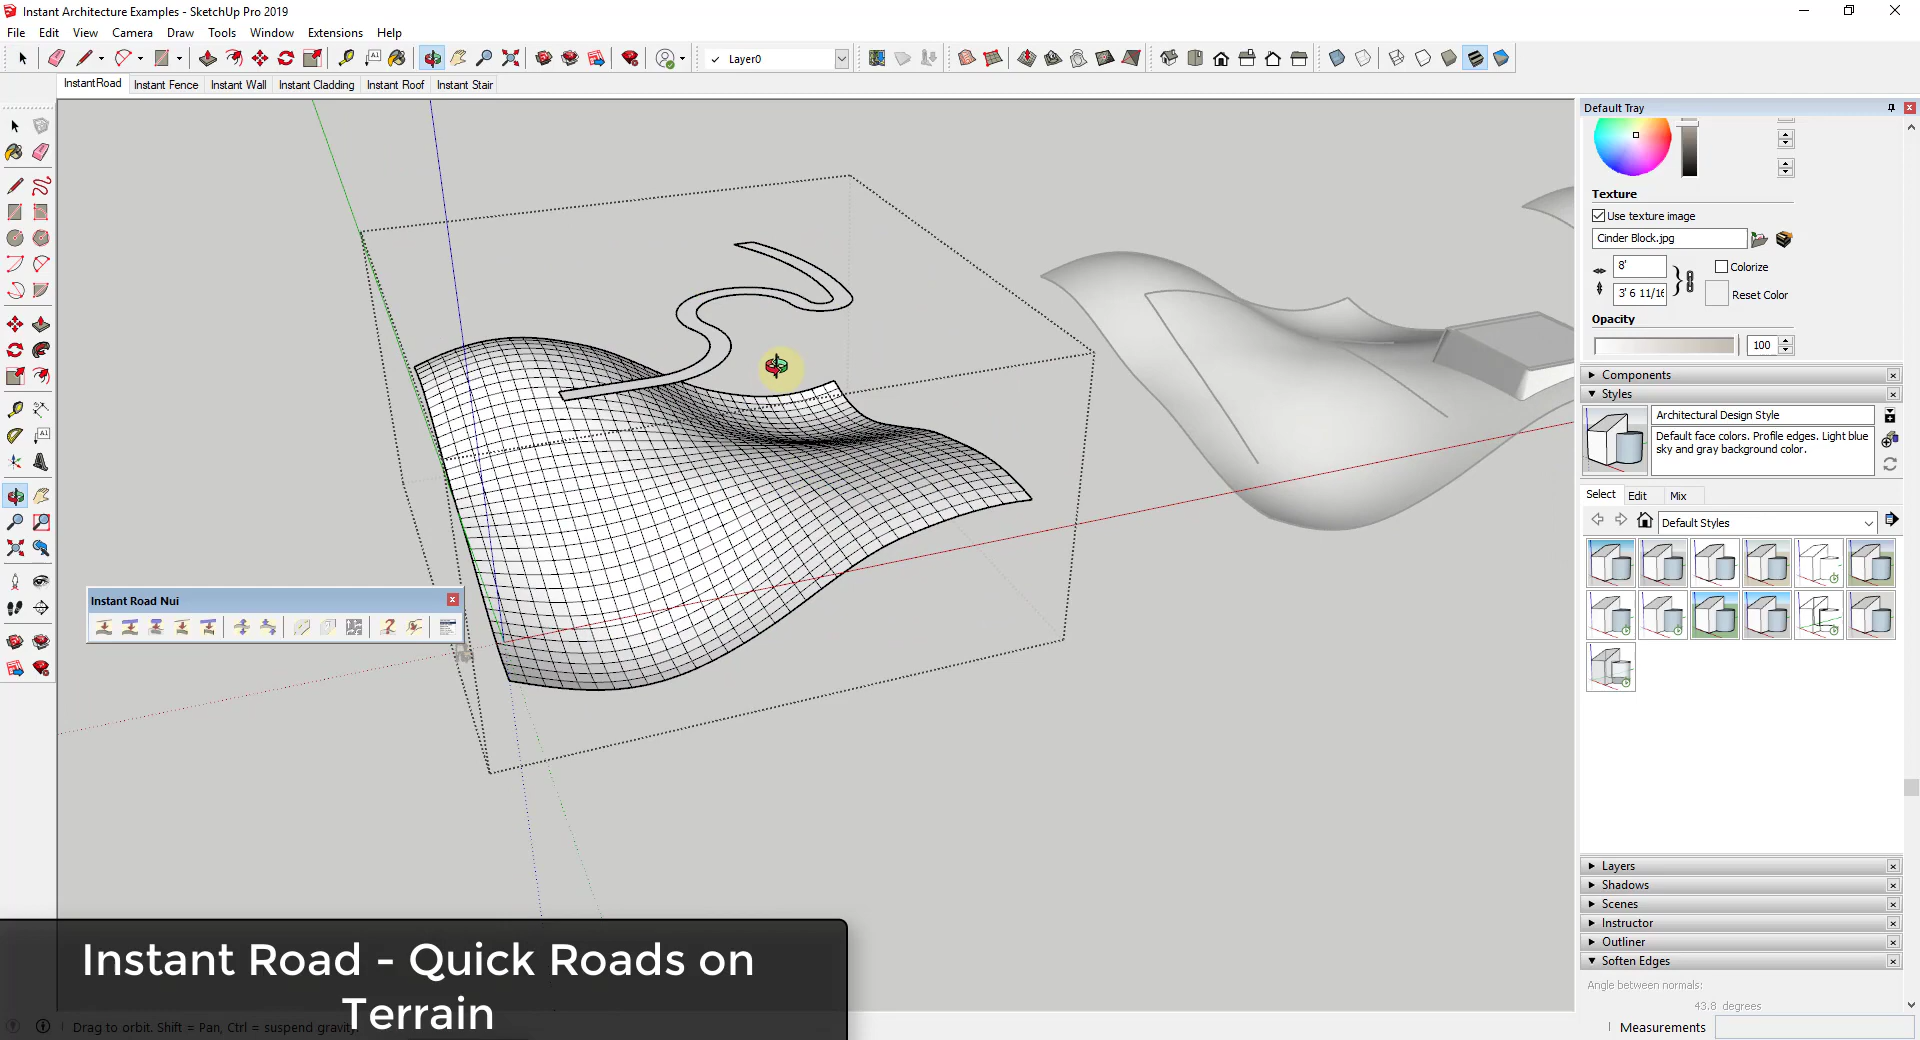 Instant Architecture Examples - SketchUp Pro 2019
File Edit View Camera Draw Tools Window Extensions Help
Layer0
InstantRoad Instant Fence Instant Wall Instant Cladding Instant Roof Instant Stair
Default Tray
Texture
Use texture image
Cinder Block.jpg
8'
Colorize
3' 6 11/16
Reset Color
Opacity
100
Components
Styles
Architectural Design Style
Default face colors. Profile edges. Light blue
sky and gray background color.
Select Edit Mix
Default Styles
Instant Road Nui
Layers
Shadows
Scenes
Instructor
Outliner
Soften Edges
Angle between normals:
43.8 degrees
Instant Road - Quick Roads on
Terrain
Drag to orbit. Shift = Pan, Ctrl = suspend gravity
Measurements